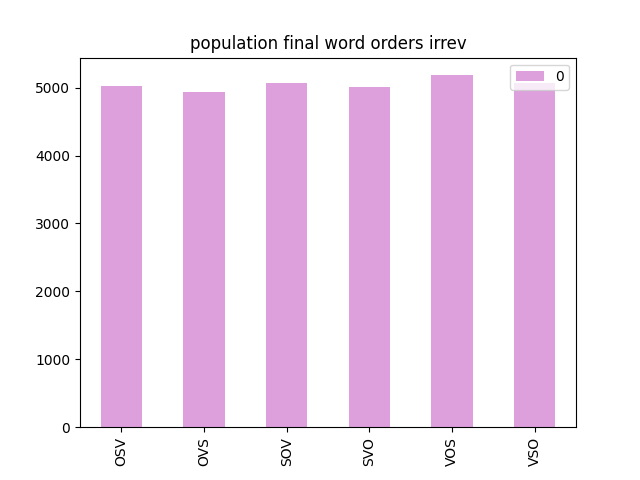 population final word orders irrev
0
5000
4000
3000
2000
1000
0
OSV
OVS
SOV
SVO
VOS
VSO